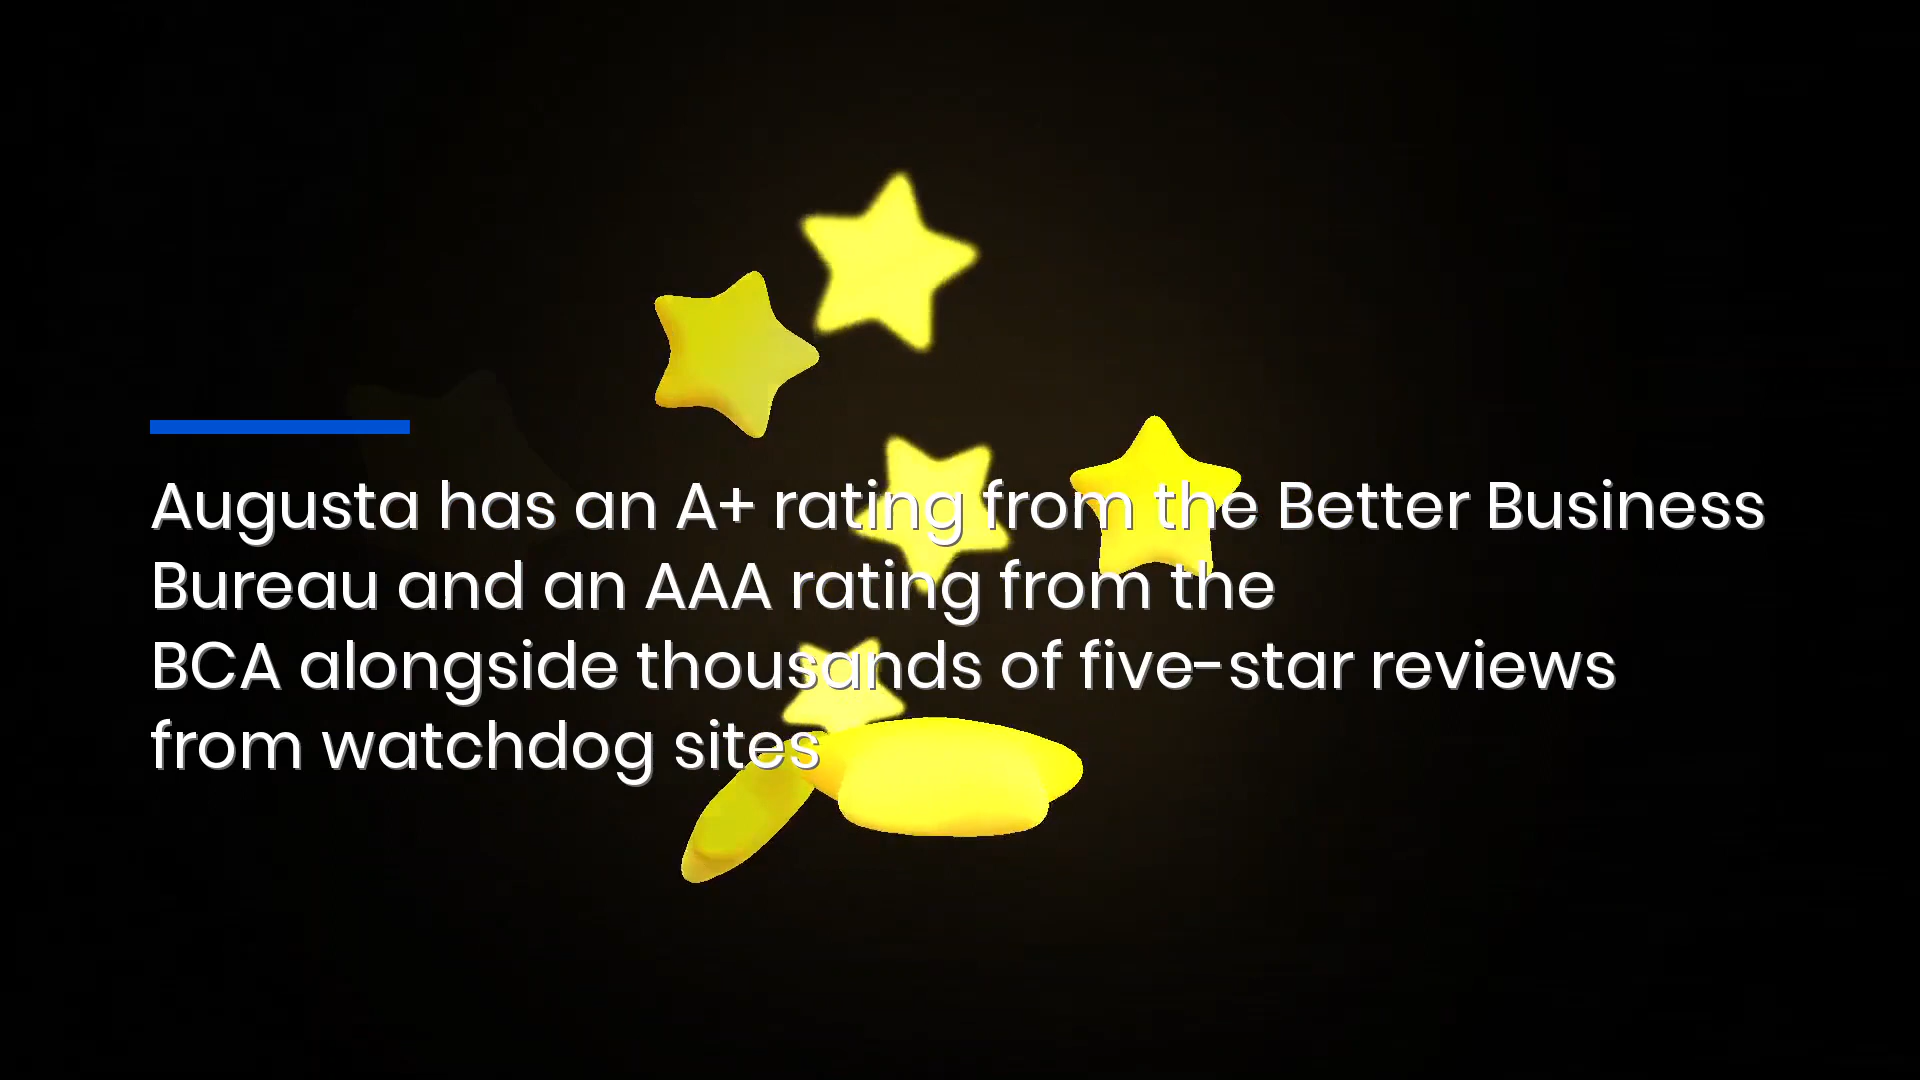 Augusta has an A+ rating from the Better Business
Bureau and an AAA rating from the
BCA alongside thousands of five-star reviews
from watchdog sites